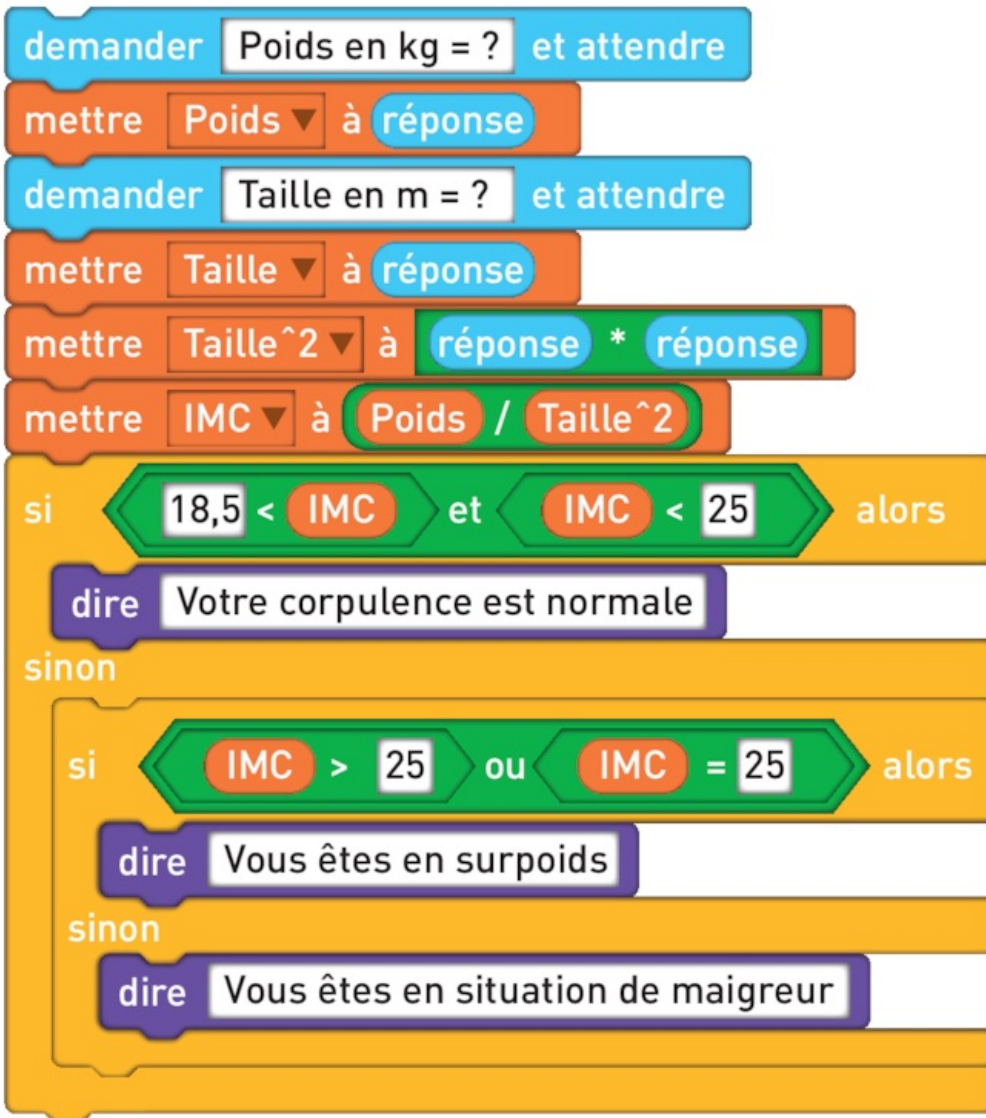 demander Poids en kg = ? et attendre
mettre Poids à réponse
demander Taille en m = ? et attendre
mettre Taille à réponse
mettre Taille^2 à réponse * réponse
mettre IMC à Poids / Taille^2
si 18,5 < IMC et IMC < 25 alors
dire Votre corpulence est normale
sinon
si IMC > 25 ou IMC = 25 alors
dire Vous êtes en surpoids
sinon
dire Vous êtes en situation de maigreur